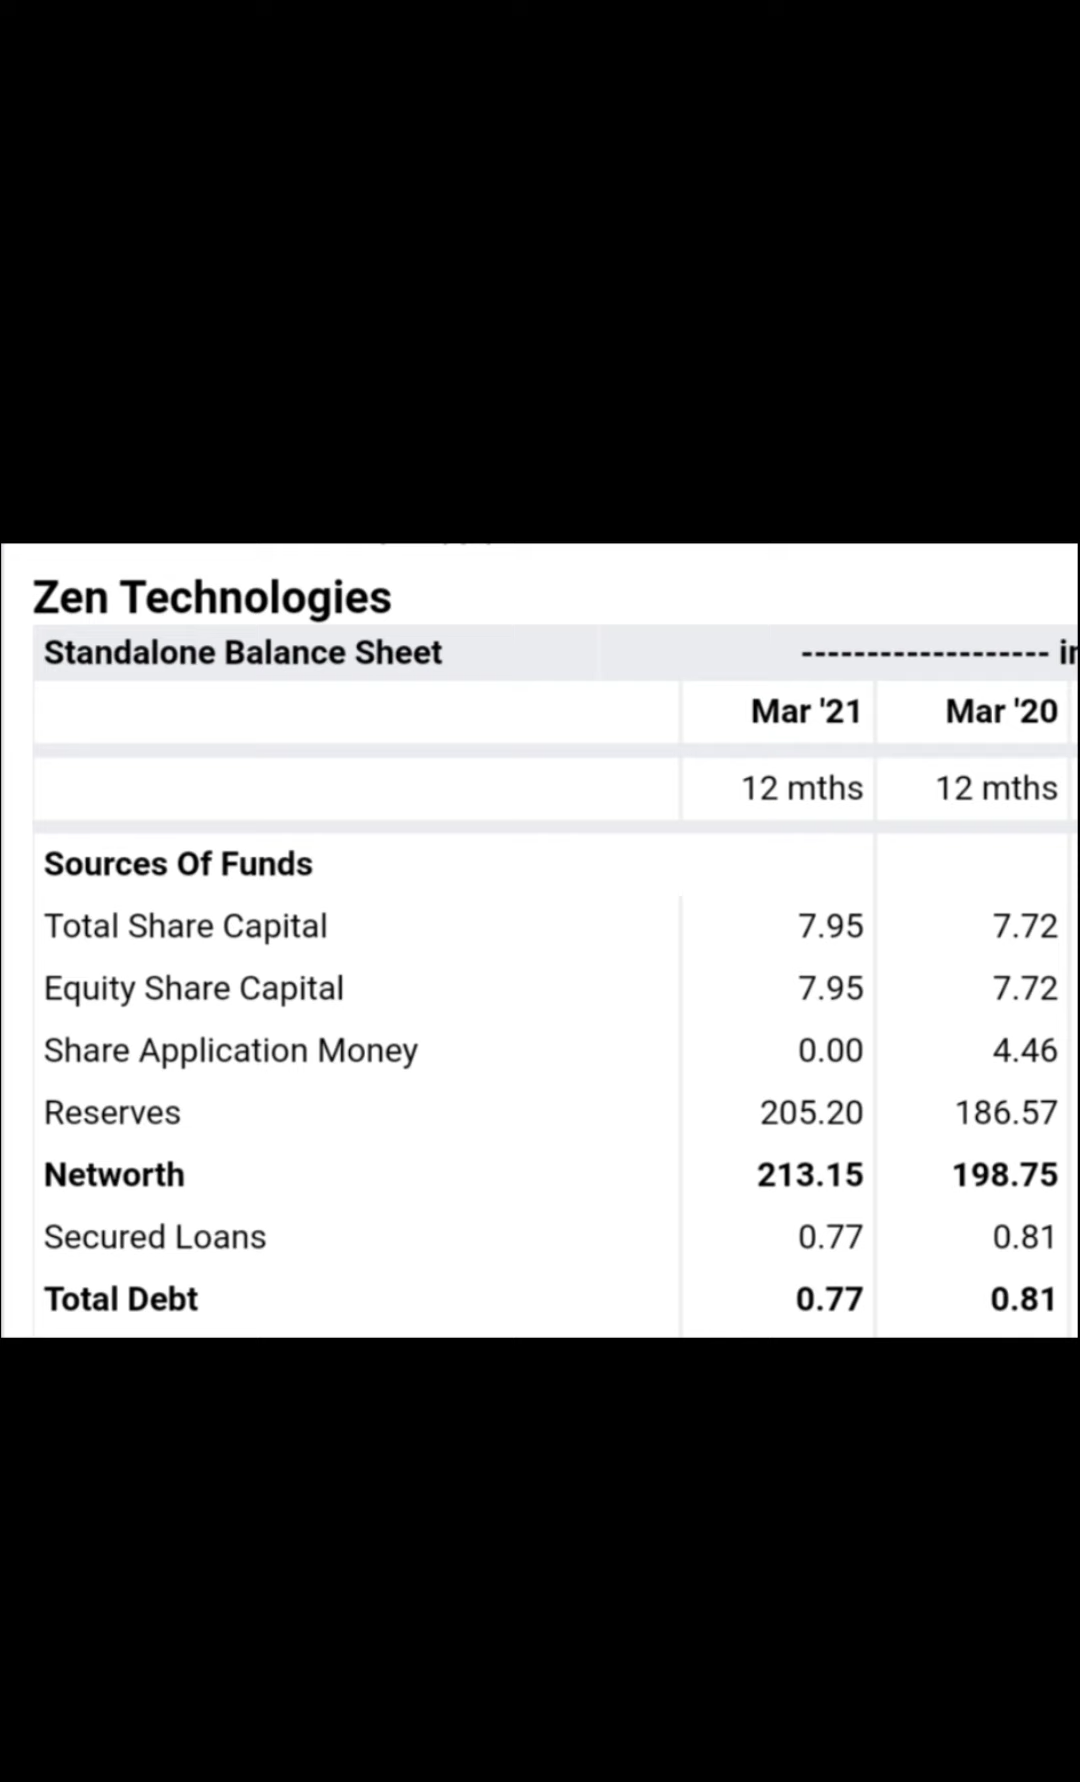 Zen Technologies
Standalone Balance Sheet ------------------- in
Mar '21 Mar '20
12 mths 12 mths
Sources Of Funds
Total Share Capital 7.95 7.72
Equity Share Capital 7.95 7.72
Share Application Money 0.00 4.46
Reserves 205.20 186.57
Networth 213.15 198.75
Secured Loans 0.77 0.81
Total Debt 0.77 0.81